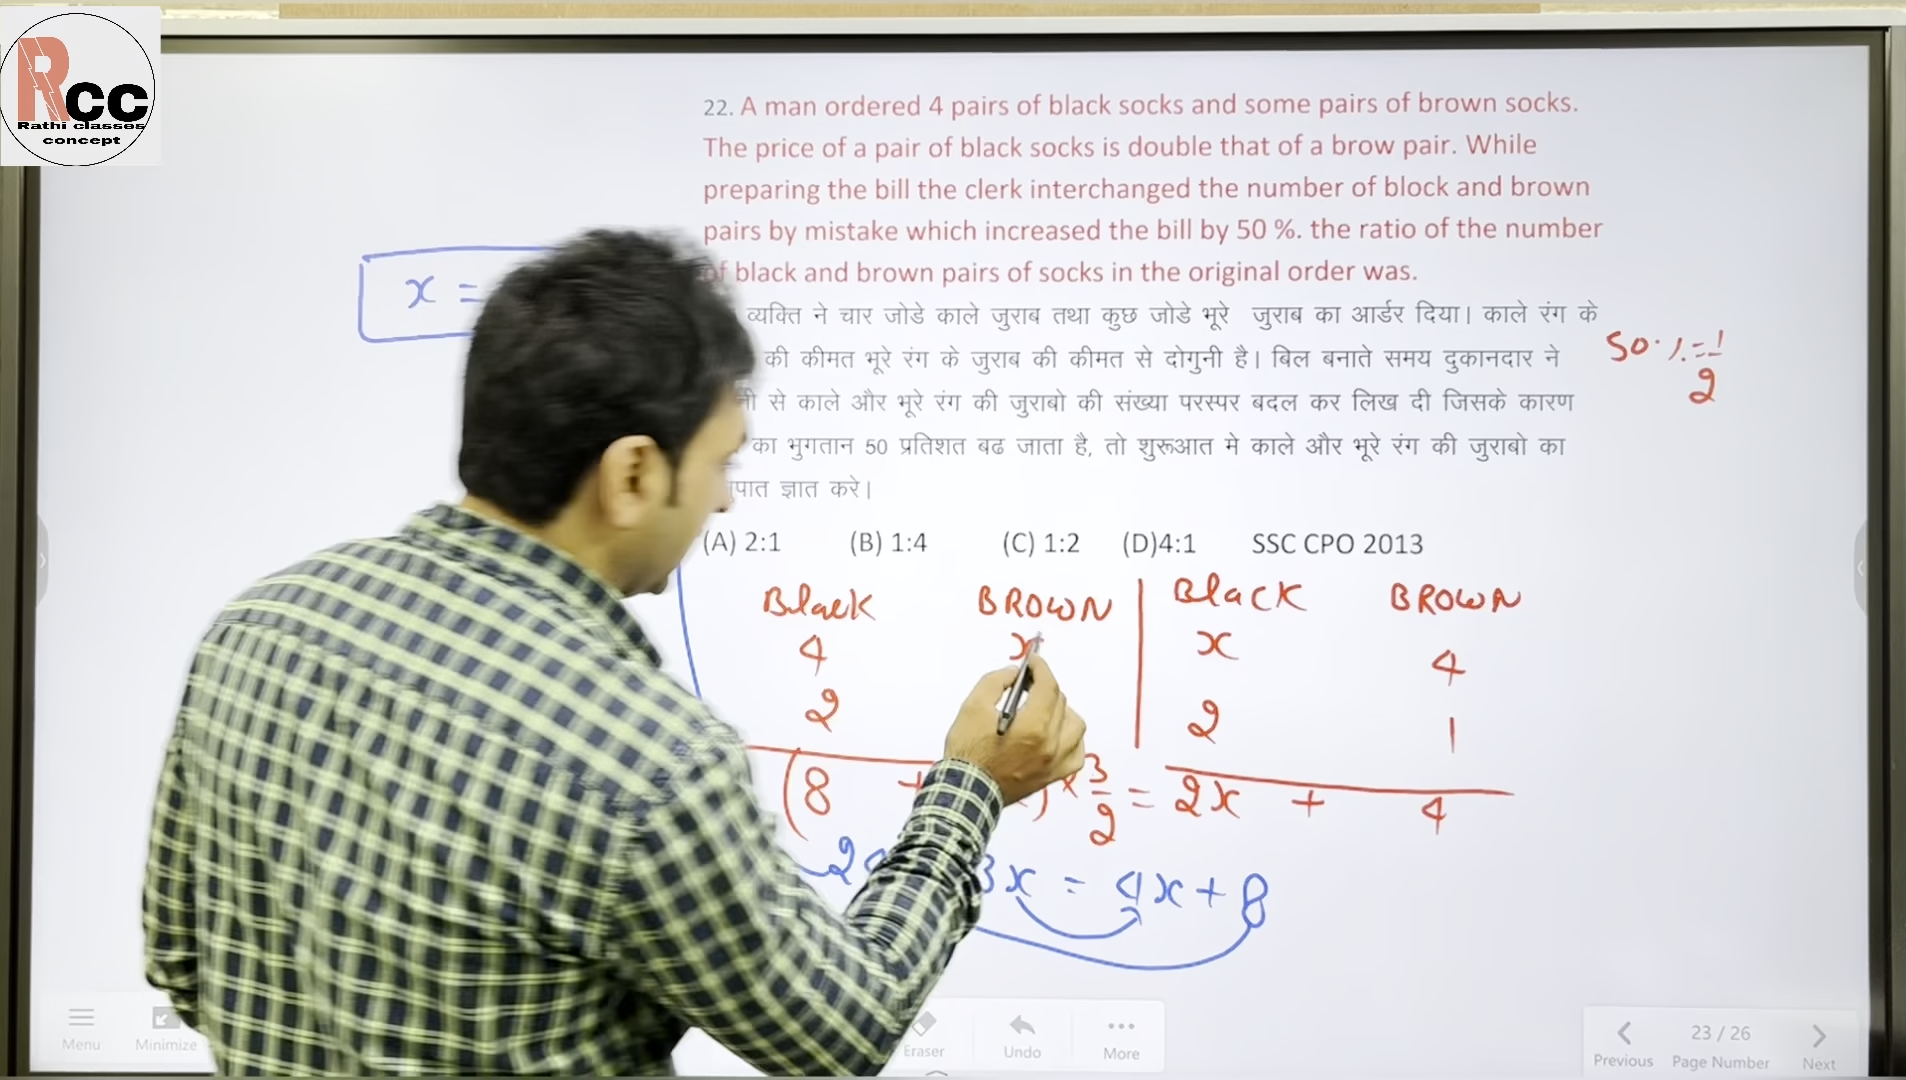 Rcc
Rathi classes
concept
22. A man ordered 4 pairs of black socks and some pairs of brown socks.
The price of a pair of black socks is double that of a brow pair. While
preparing the bill the clerk interchanged the number of block and brown
pairs by mistake which increased the bill by 50 %. the ratio of the number
of black and brown pairs of socks in the original order was.
x =
व्यक्ति ने चार जोडे काले जुराब तथा कुछ जोडे भूरे जुराब का आर्डर दिया। काले रंग के
की कीमत भूरे रंग के जुराब की कीमत से दोगुनी है। बिल बनाते समय दुकानदार ने
से काले और भूरे रंग की जुराबो की संख्या परस्पर बदल कर लिख दी जिसके कारण
का भुगतान 50 प्रतिशत बढ जाता है, तो शुरूआत मे काले और भूरे रंग की जुराबो का
ज्ञात करे।
50% = 1/2
(A) 2:1 (B) 1:4 (C) 1:2 (D)4:1 SSC CPO 2013
Black BROWN Black BROWN
4 x x 4
2 2 1
(8 + ) × 3/2 = 2x + 4
3x = 4x + 8
Menu Minimize Eraser Undo More
23 / 26
Previous Page Number Next